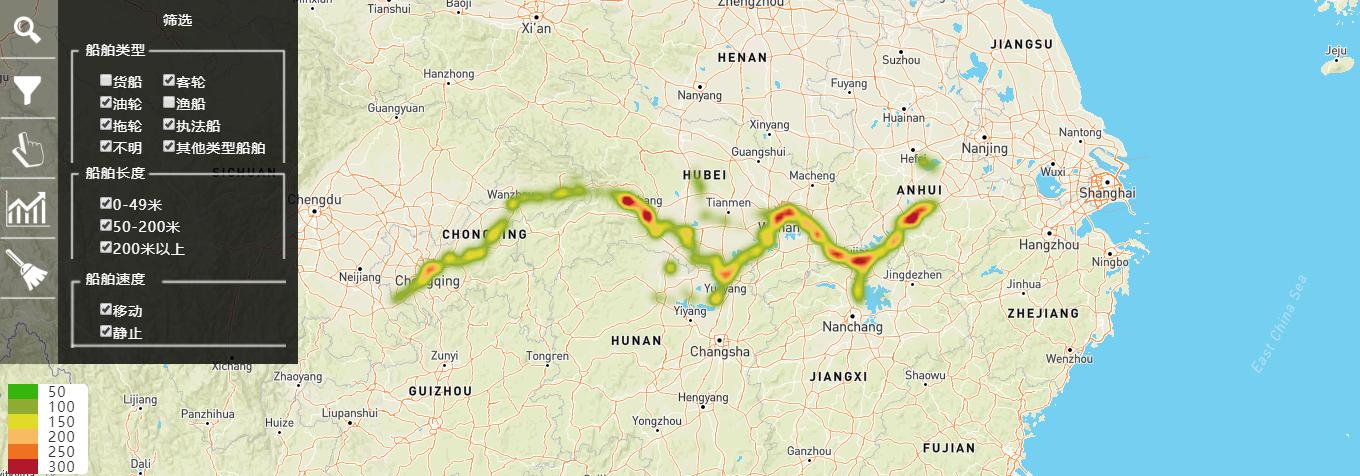 筛选
船舶类型
货船 客轮
油轮 渔船
拖轮 执法船
不明 其他类型船舶
船舶长度
0-49米
50-200米
200米以上
船舶速度
移动
静止
50
100
150
200
250
300
Tianshui
Baoji
Xi'an
Zhengzhou
JIANGSU
HENAN
Suzhou
Jeju
Hanzhong
Fuyang
Nanyang
Guangyuan
Huainan
Xinyang
Nantong
Nanjing
Guangshui
Hefei
Wuxi
SICHUAN
HUBEI
Macheng
ANHUI
Shanghai
Chengdu
Tianmen
CHONGQING
Hangzhou
Ningbo
Neijiang
Chongqing
Jingdezhen
Jinhua
Yueyang
Yiyang
ZHEJIANG
East China Sea
Nanchang
HUNAN
Changsha
Zunyi
Tongren
Wenzhou
Xichang
Zhaoyang
JIANGXI
Shaowu
GUIZHOU
Lijiang
Hengyang
Panzhihua
Liupanshui
Huize
Yongzhou
FUJIAN
Ganzhou
Dali